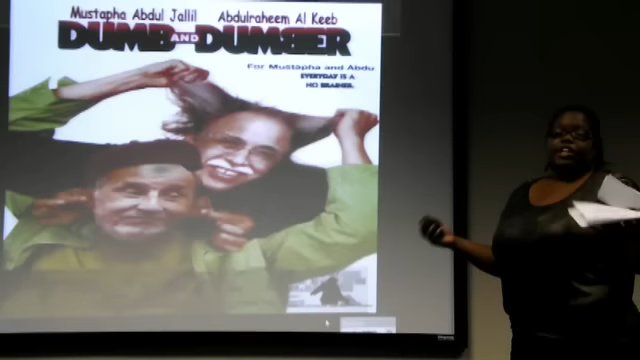 Mustapha Abdul Jallil Abdulraheem Al Keeb
DUMB AND DUMBER
For Mustapha and Abdu
EVERYDAY IS A
NO BRAINER.